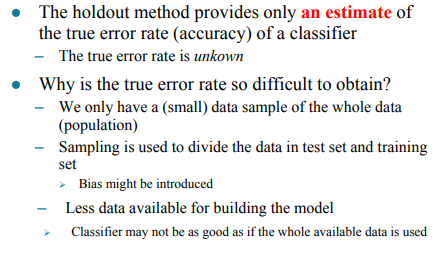 • The holdout method provides only an estimate of
the true error rate (accuracy) of a classifier
– The true error rate is unkown
• Why is the true error rate so difficult to obtain?
– We only have a (small) data sample of the whole data
(population)
– Sampling is used to divide the data in test set and training
set
➢ Bias might be introduced
– Less data available for building the model
➢ Classifier may not be as good as if the whole available data is used